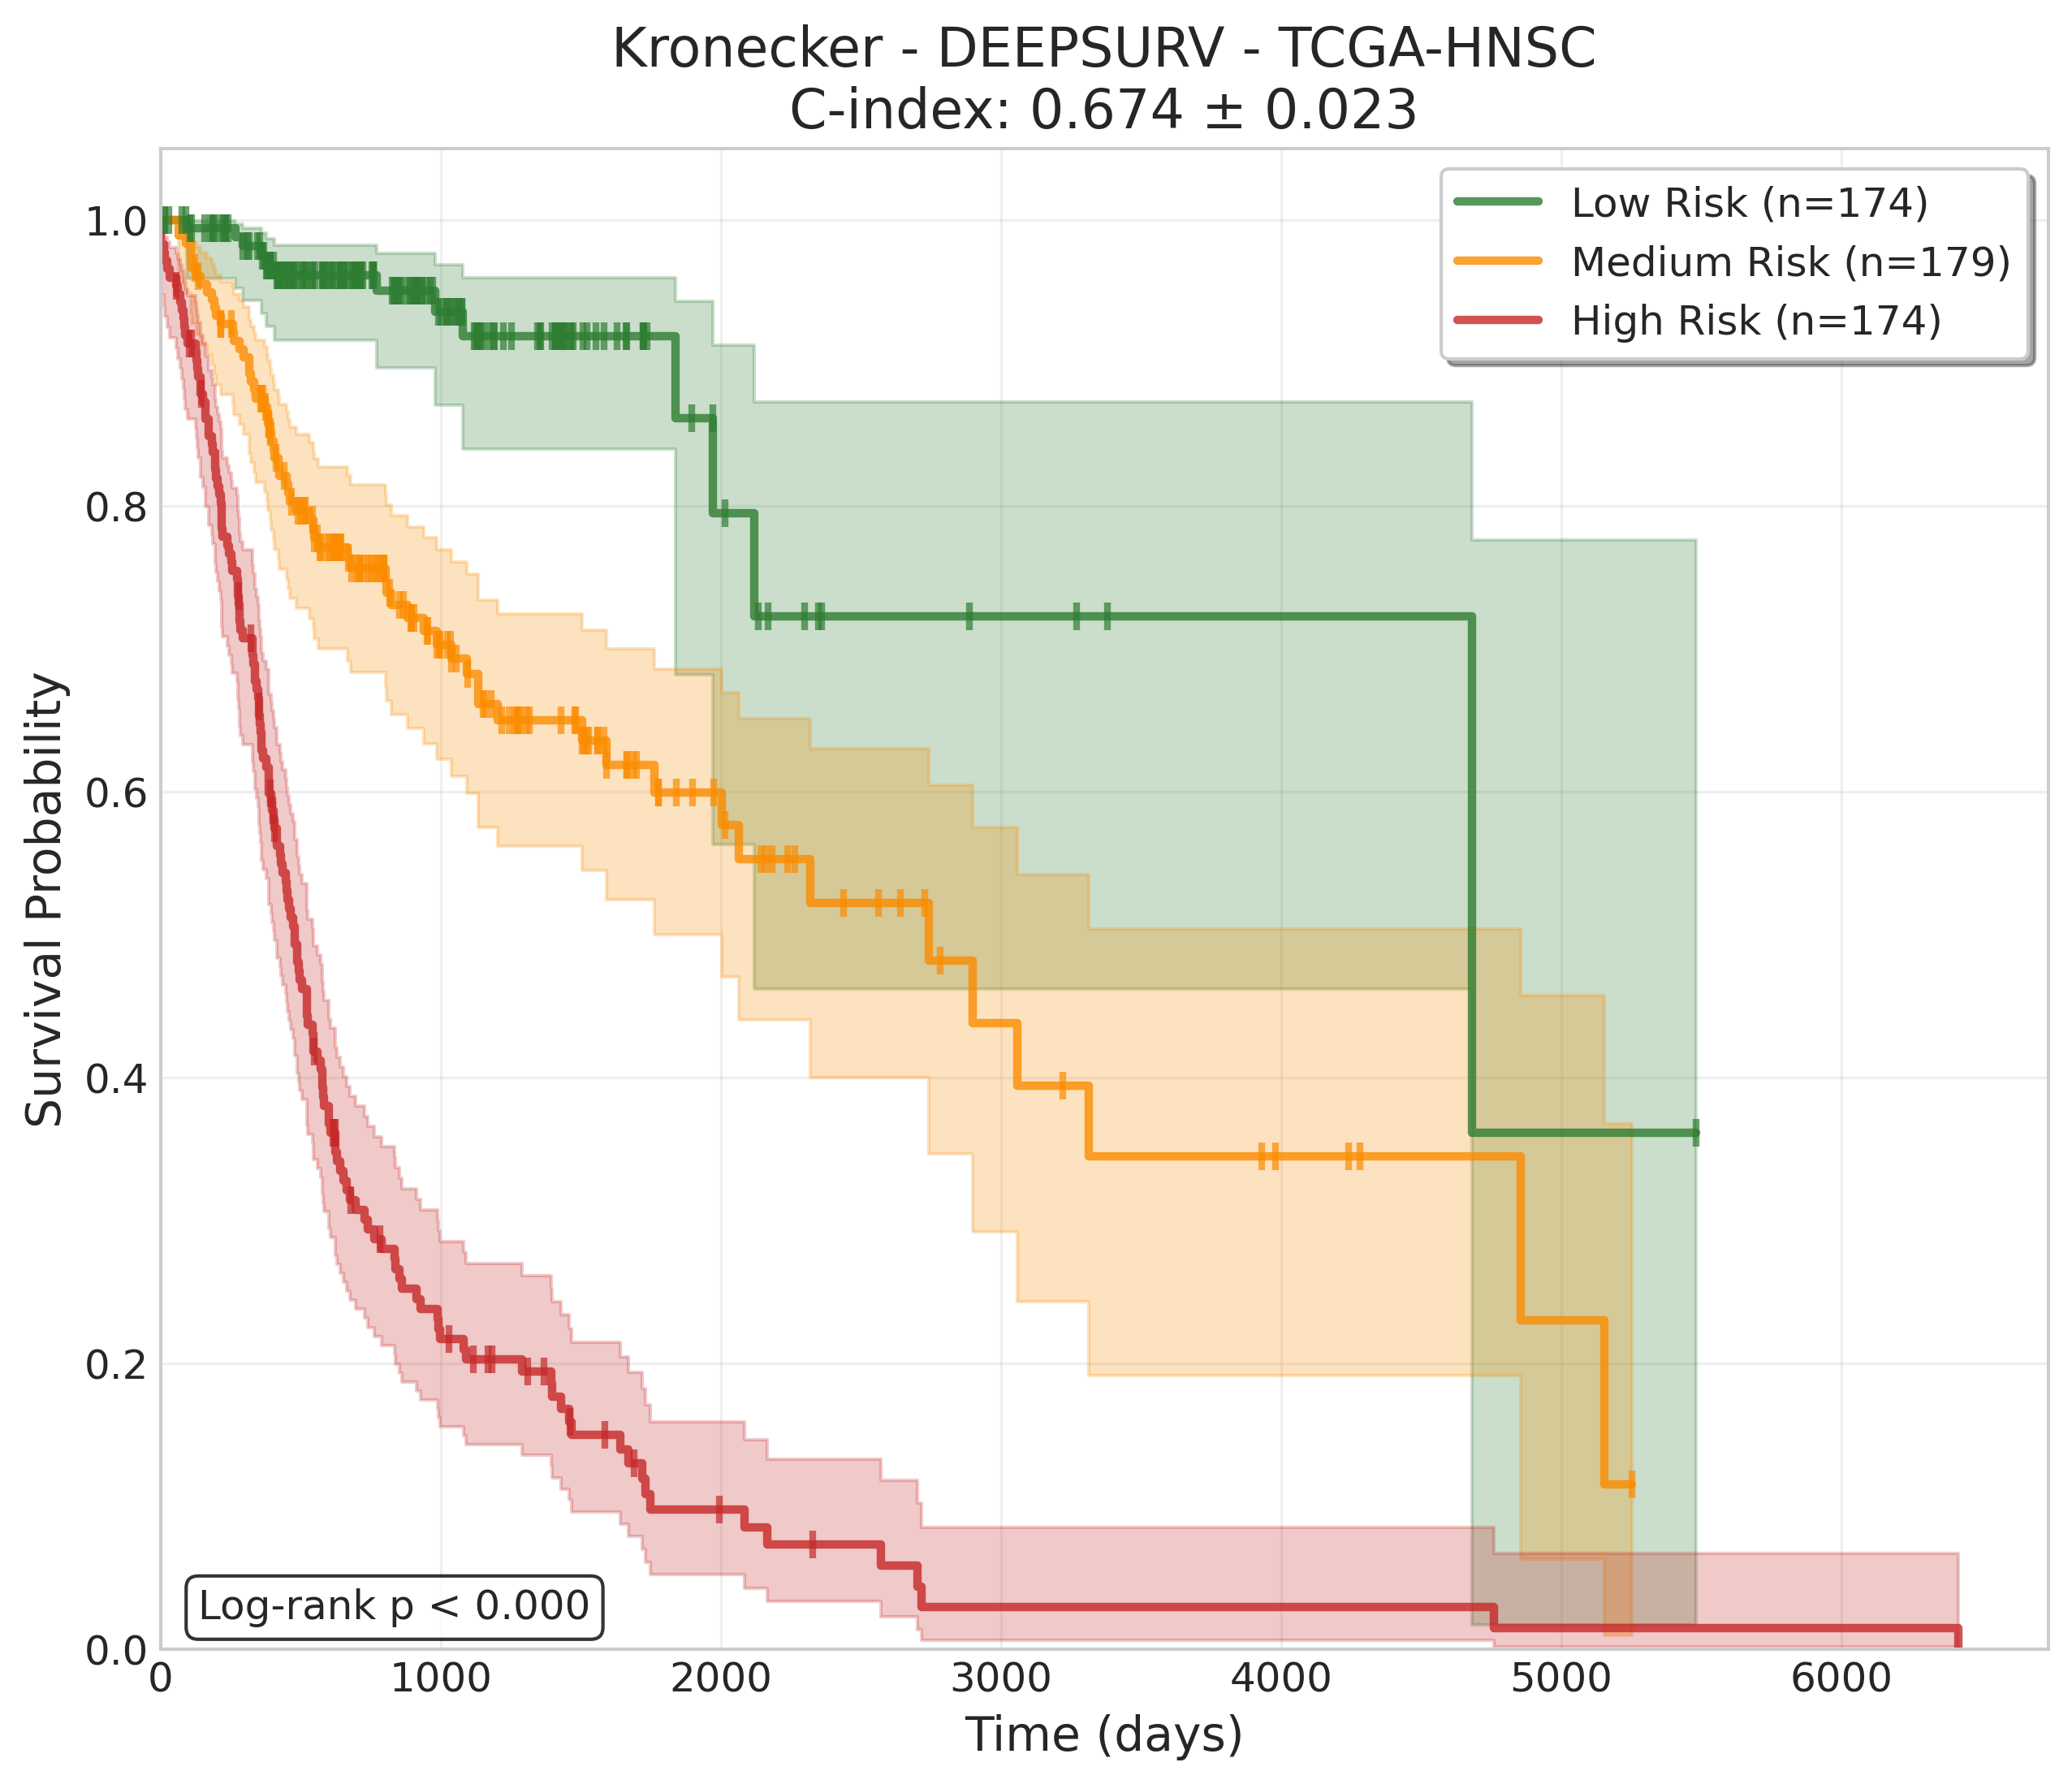 Kronecker - DEEPSURV - TCGA-HNSC
C-index: 0.674 ± 0.023
Low Risk (n=174)
Medium Risk (n=179)
High Risk (n=174)
Survival Probability
1.0
0.8
0.6
0.4
0.2
0.0
Log-rank p < 0.000
0 1000 2000 3000 4000 5000 6000
Time (days)